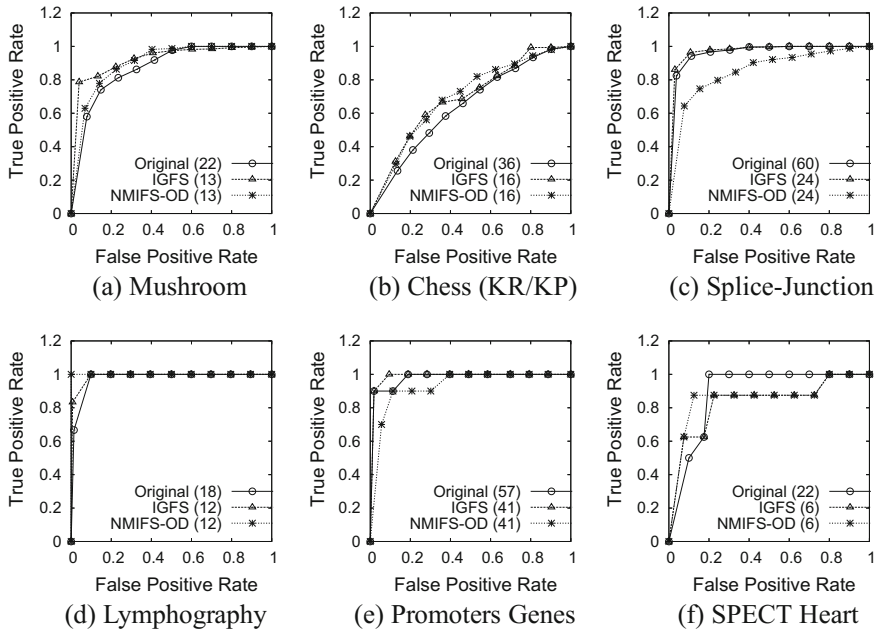 1.2
1
0.8
0.6
0.4
0.2
0
True Positive Rate
Original (22)
IGFS (13)
NMIFS-OD (13)
0 0.2 0.4 0.6 0.8 1
False Positive Rate
(a) Mushroom
1.2
1
0.8
0.6
0.4
0.2
0
True Positive Rate
Original (36)
IGFS (16)
NMIFS-OD (16)
0 0.2 0.4 0.6 0.8 1
False Positive Rate
(b) Chess (KR/KP)
1.2
1
0.8
0.6
0.4
0.2
0
True Positive Rate
Original (60)
IGFS (24)
NMIFS-OD (24)
0 0.2 0.4 0.6 0.8 1
False Positive Rate
(c) Splice-Junction
1.2
1
0.8
0.6
0.4
0.2
0
True Positive Rate
Original (18)
IGFS (12)
NMIFS-OD (12)
0 0.2 0.4 0.6 0.8 1
False Positive Rate
(d) Lymphography
1.2
1
0.8
0.6
0.4
0.2
0
True Positive Rate
Original (57)
IGFS (41)
NMIFS-OD (41)
0 0.2 0.4 0.6 0.8 1
False Positive Rate
(e) Promoters Genes
1.2
1
0.8
0.6
0.4
0.2
0
True Positive Rate
Original (22)
IGFS (6)
NMIFS-OD (6)
0 0.2 0.4 0.6 0.8 1
False Positive Rate
(f) SPECT Heart